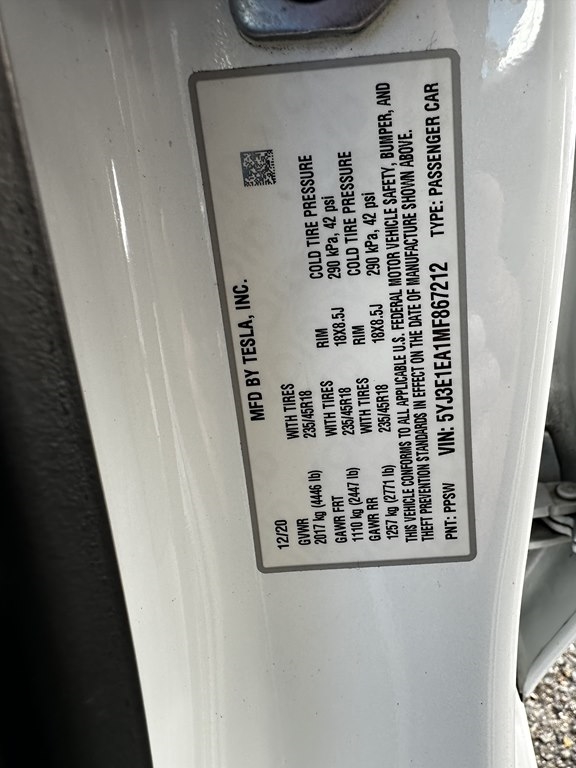 MFD BY TESLA, INC.
12/20
GVWR WITH TIRES RIM COLD TIRE PRESSURE
2017 kg (4446 lb) 235/45R18 18X8.5J 290 kPa, 42 psi
GAWR FRT WITH TIRES RIM COLD TIRE PRESSURE
1110 kg (2447 lb) 235/45R18 18X8.5J 290 kPa, 42 psi
GAWR RR WITH TIRES
1257 kg (2771 lb) 235/45R18
THIS VEHICLE CONFORMS TO ALL APPLICABLE U.S. FEDERAL MOTOR VEHICLE SAFETY, BUMPER, AND
THEFT PREVENTION STANDARDS IN EFFECT ON THE DATE OF MANUFACTURE SHOWN ABOVE.
PNT: PPSW VIN: 5YJ3E1EA1MF867212 TYPE: PASSENGER CAR